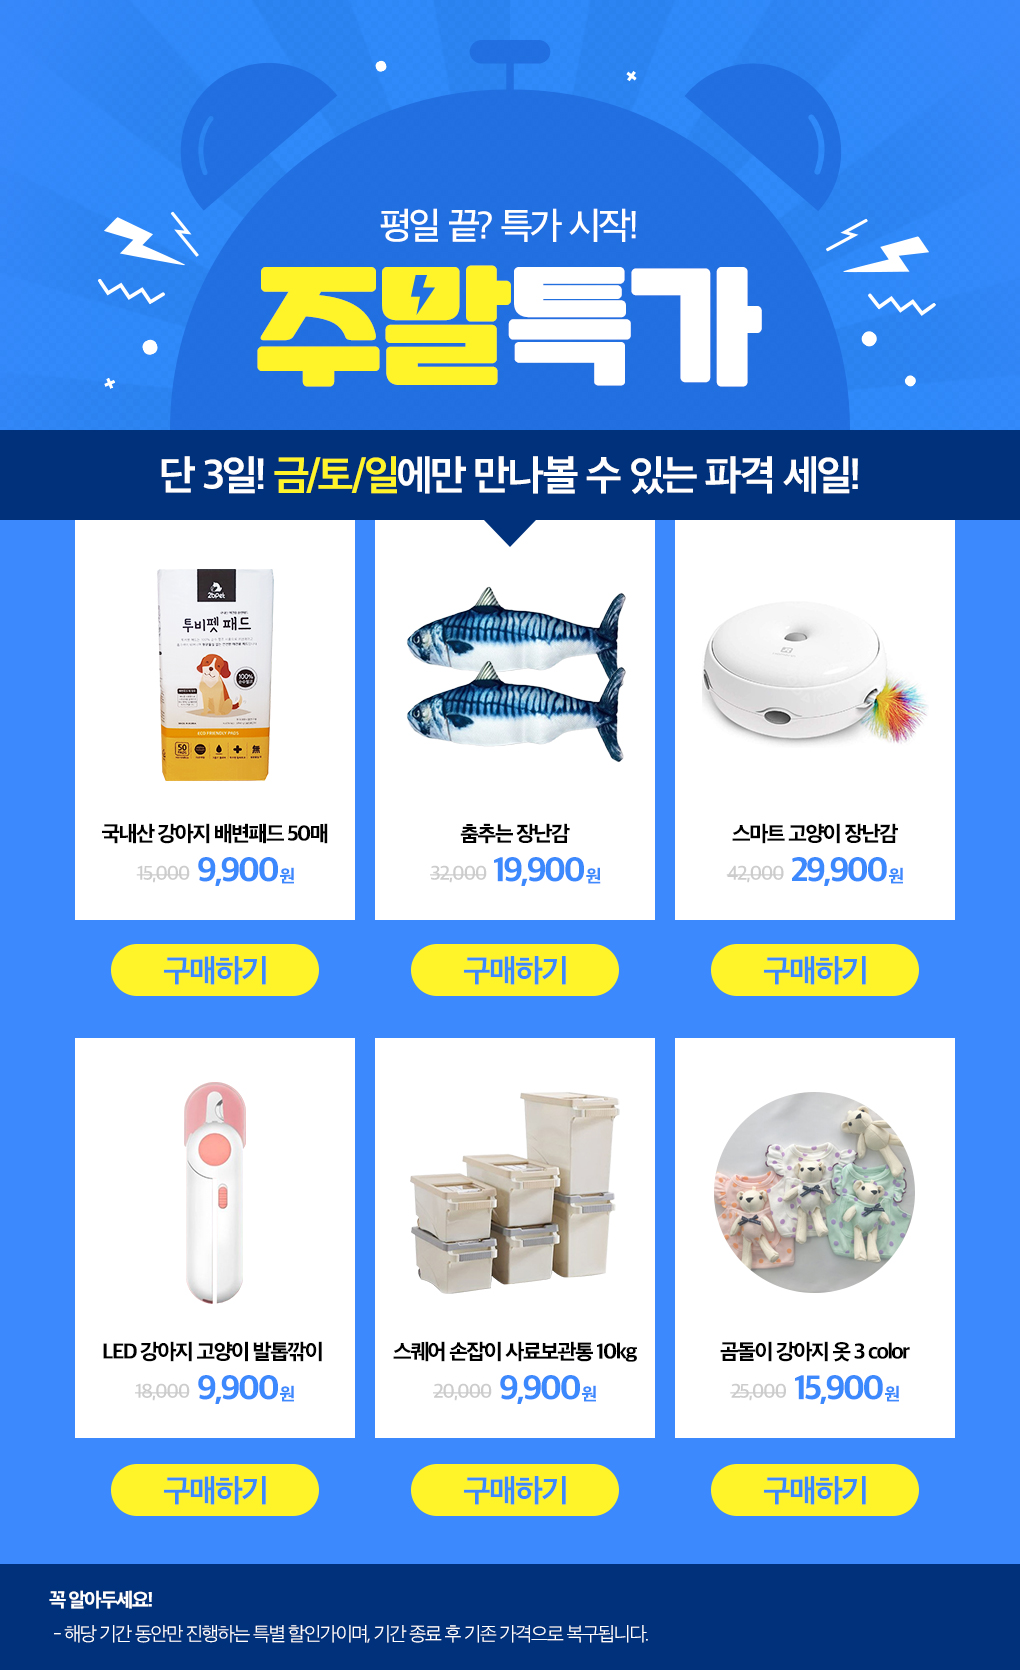 평일 끝? 특가 시작!
주말특가
단 3일! 금/토/일에만 만나볼 수 있는 파격 세일!
2bPet
투비펫 패드
100%
ECO FRIENDLY PADS
50
無
국내산 강아지 배변패드 50매
15,000 9,900원
춤추는 장난감
32,000 19,900원
스마트 고양이 장난감
42,000 29,900원
구매하기
구매하기
구매하기
LED 강아지 고양이 발톱깎이
18,000 9,900원
스퀘어 손잡이 사료보관통 10kg
20,000 9,900원
곰돌이 강아지 옷 3 color
25,000 15,900원
구매하기
구매하기
구매하기
꼭 알아두세요!
- 해당 기간 동안만 진행하는 특별 할인가이며, 기간 종료 후 기존 가격으로 복구됩니다.